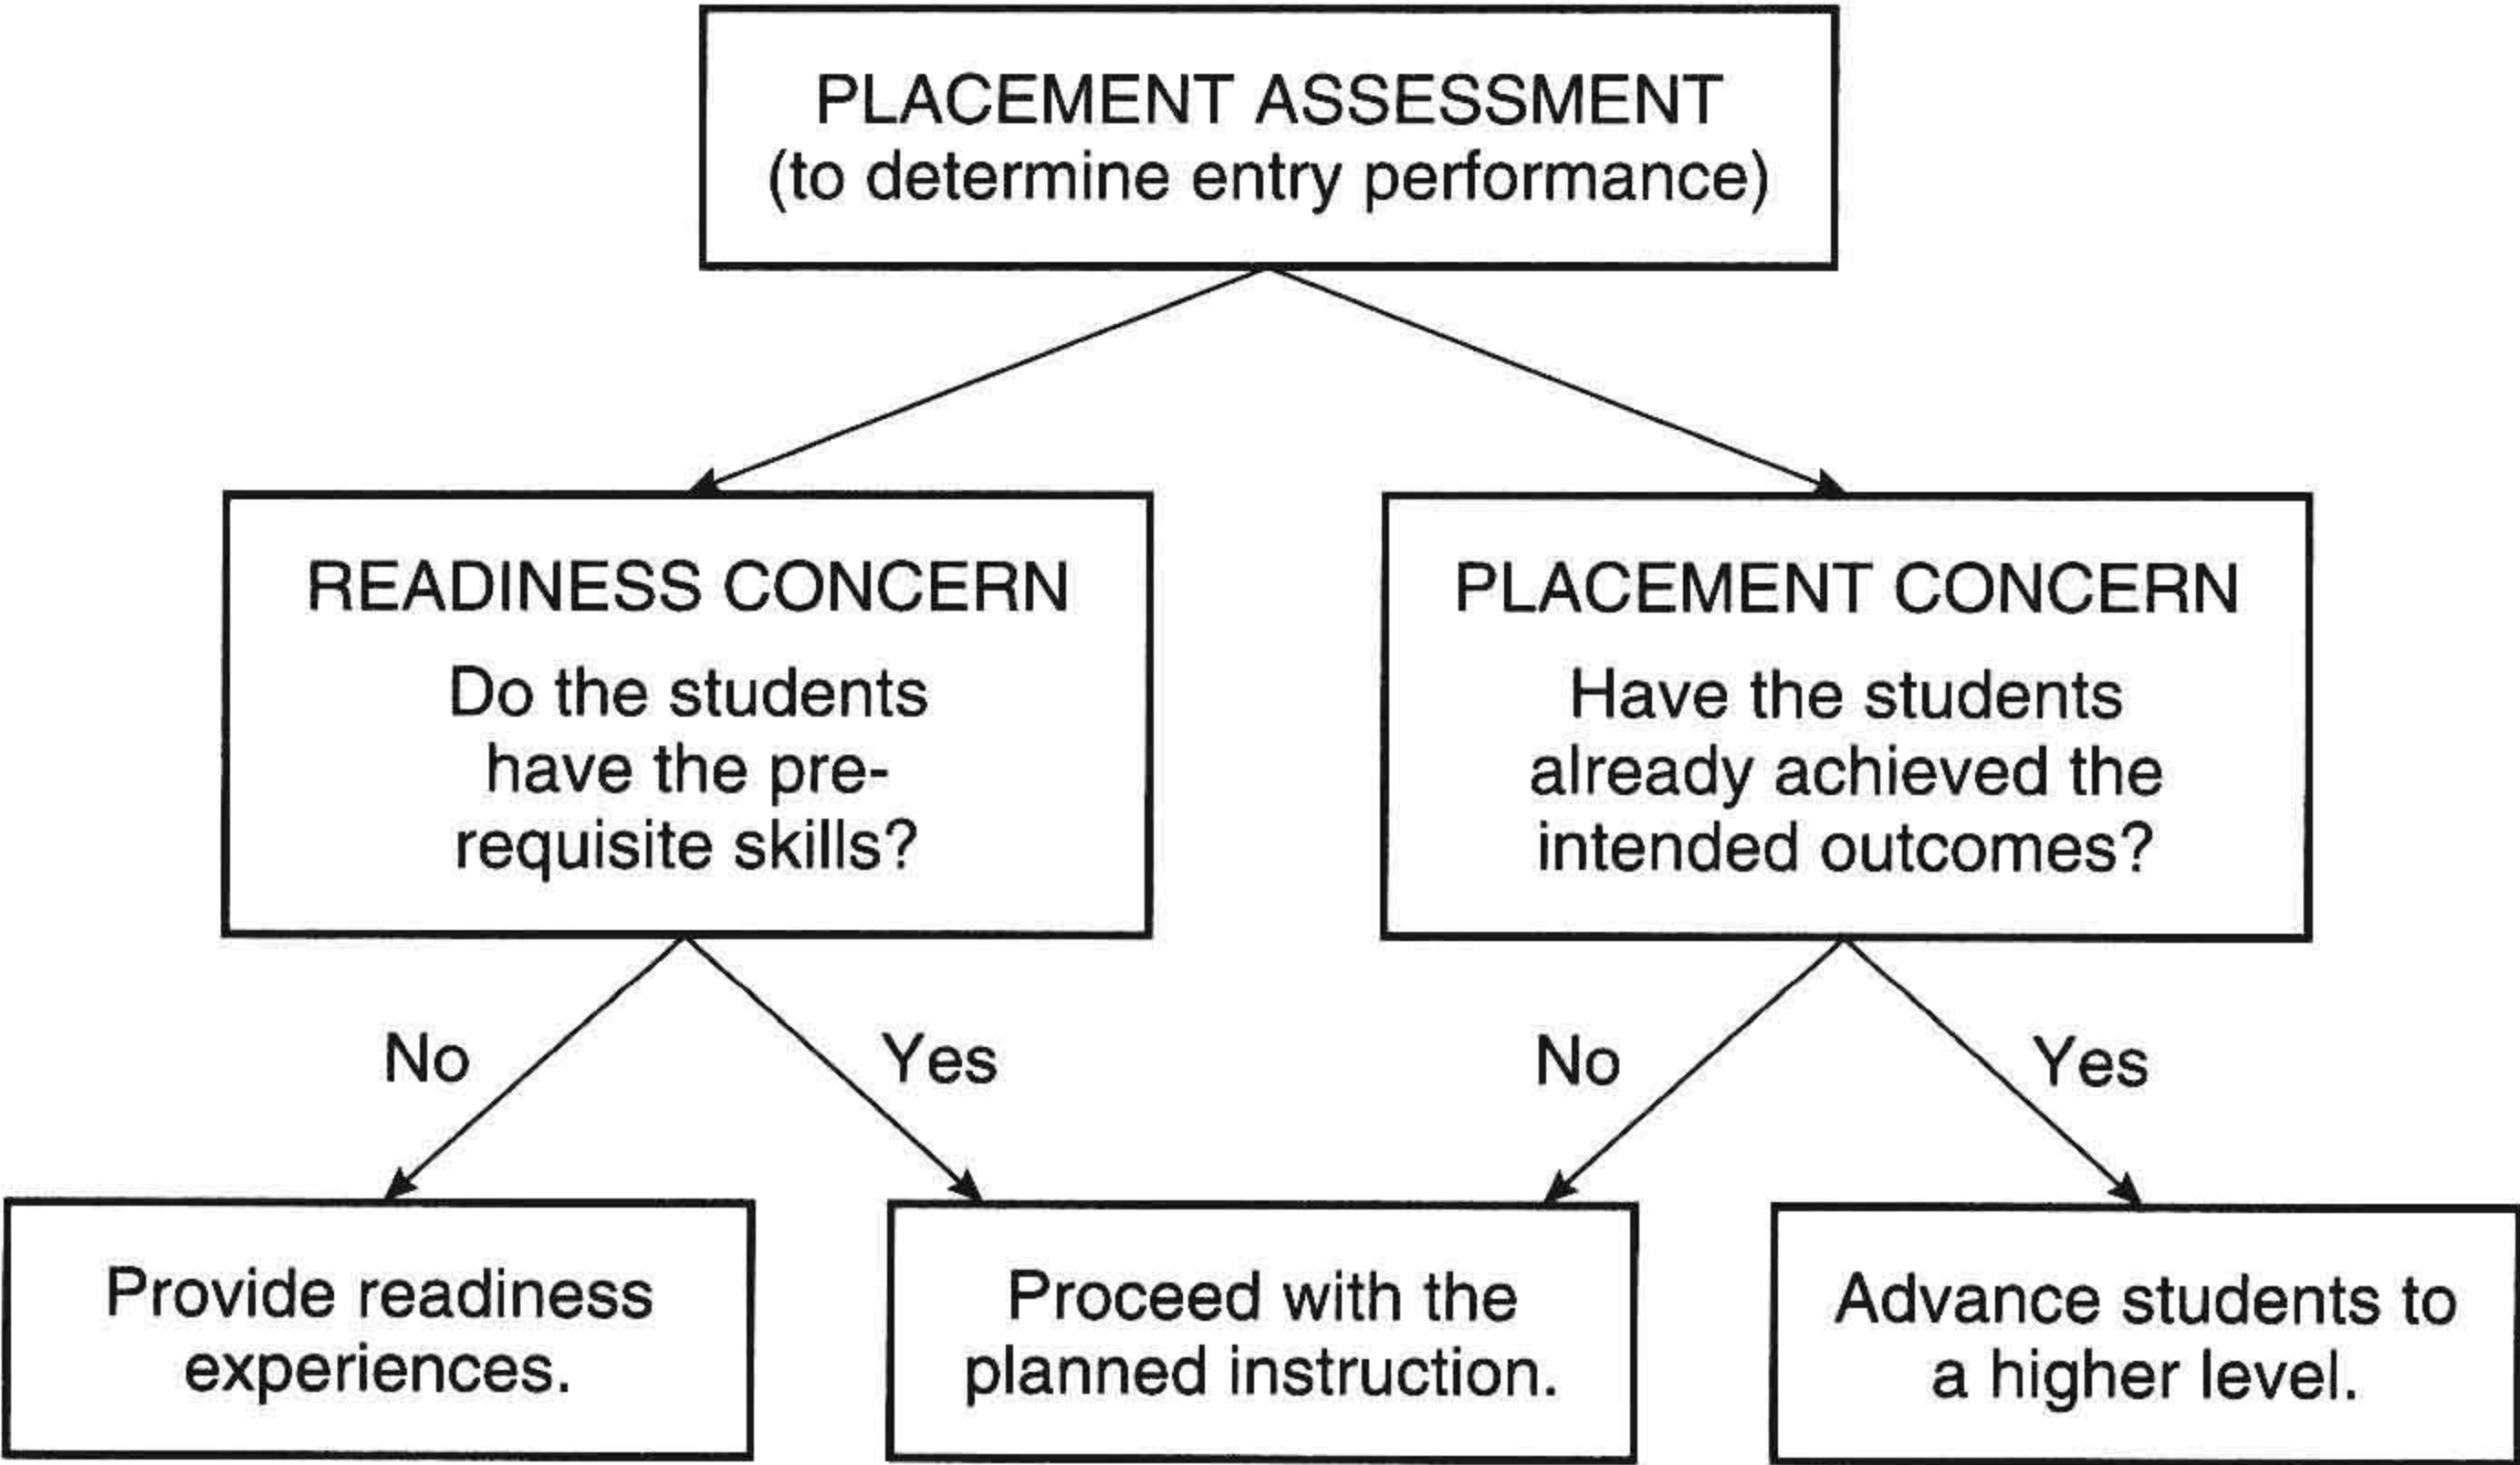 PLACEMENT ASSESSMENT
(to determine entry performance)
READINESS CONCERN
Do the students
have the pre-
requisite skills?
PLACEMENT CONCERN
Have the students
already achieved the
intended outcomes?
No
Yes
No
Yes
Provide readiness
experiences.
Proceed with the
planned instruction.
Advance students to
a higher level.